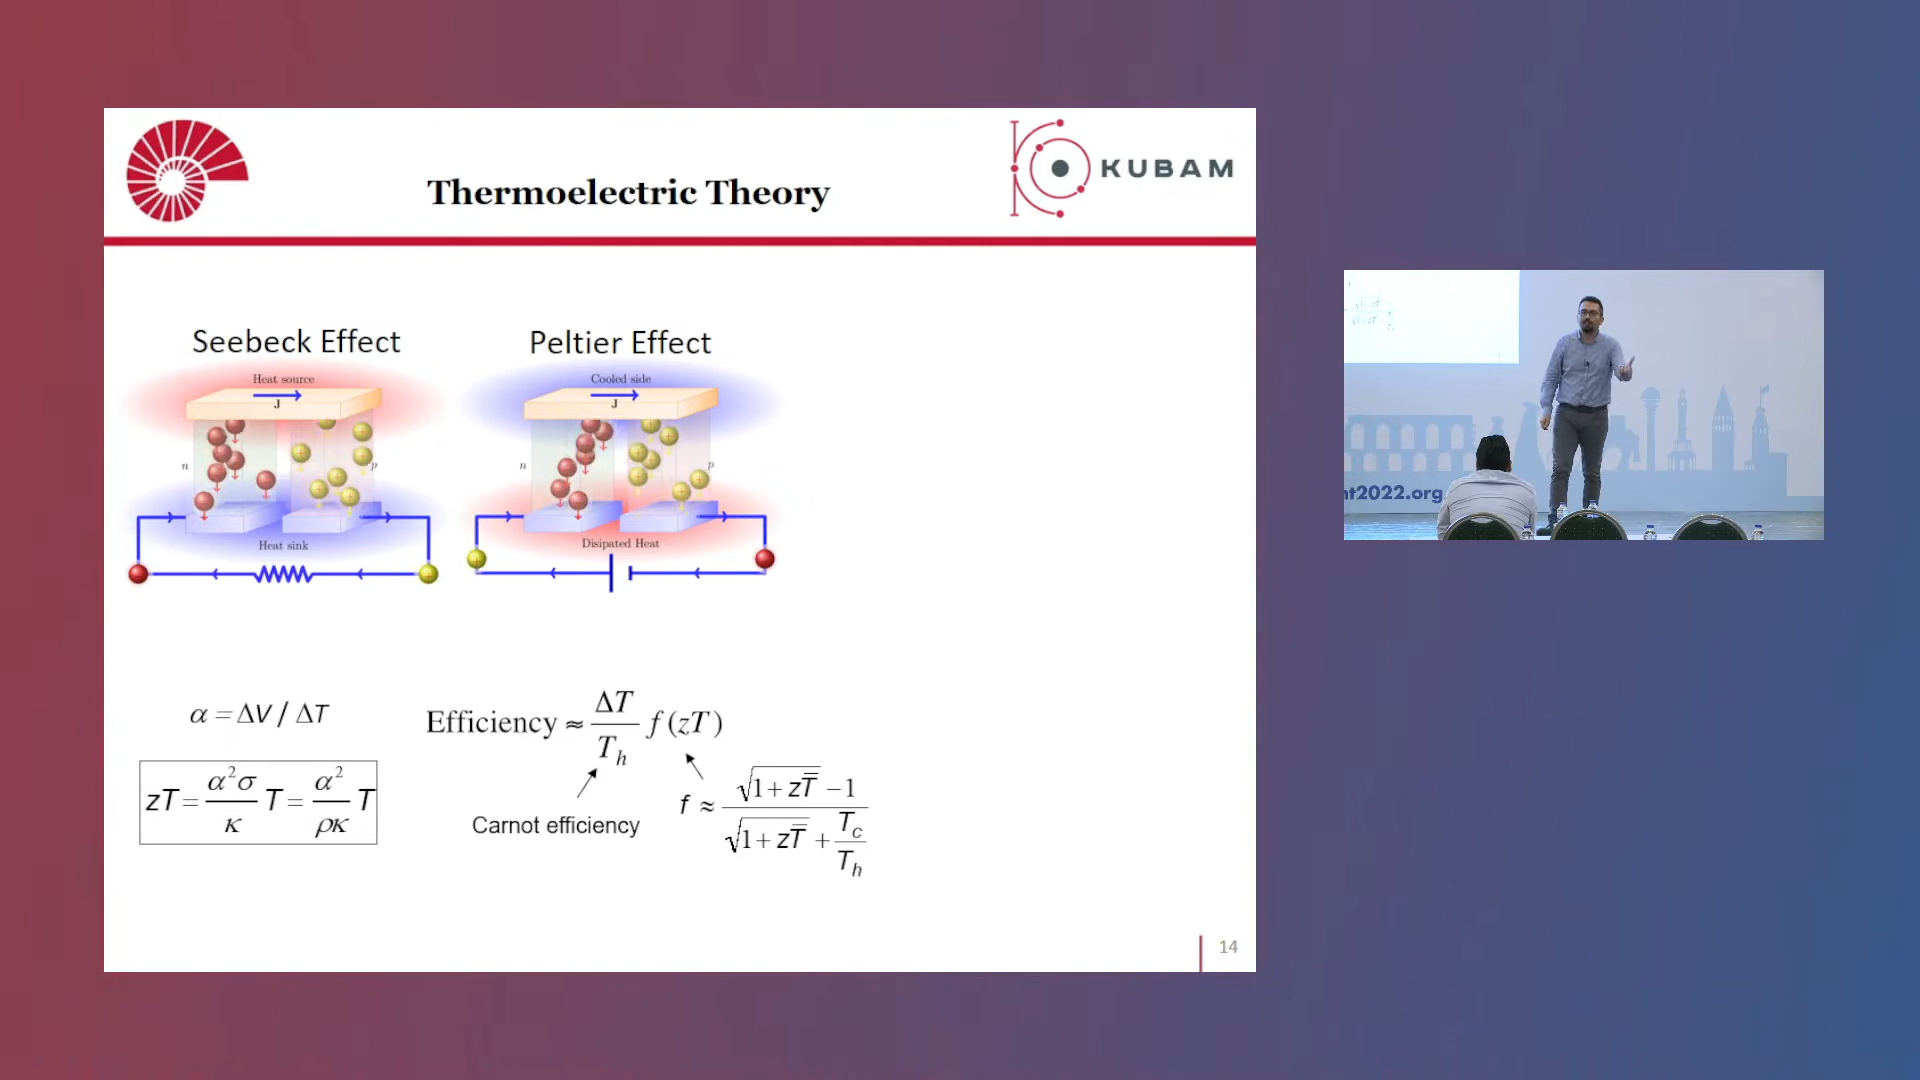 KUBAM
Thermoelectric Theory
Seebeck Effect
Heat source
J
n
p
Heat sink
Peltier Effect
Cooled side
J
n
p
Disipated Heat
α = ΔV / ΔT
zT = α²σ / κ T = α² / ρκ T
Efficiency ≈ ΔT / T_h f(zT)
Carnot efficiency
f ≈ (√(1 + zT̅) − 1) / (√(1 + zT̅) + T_c / T_h)
14
nt2022.org